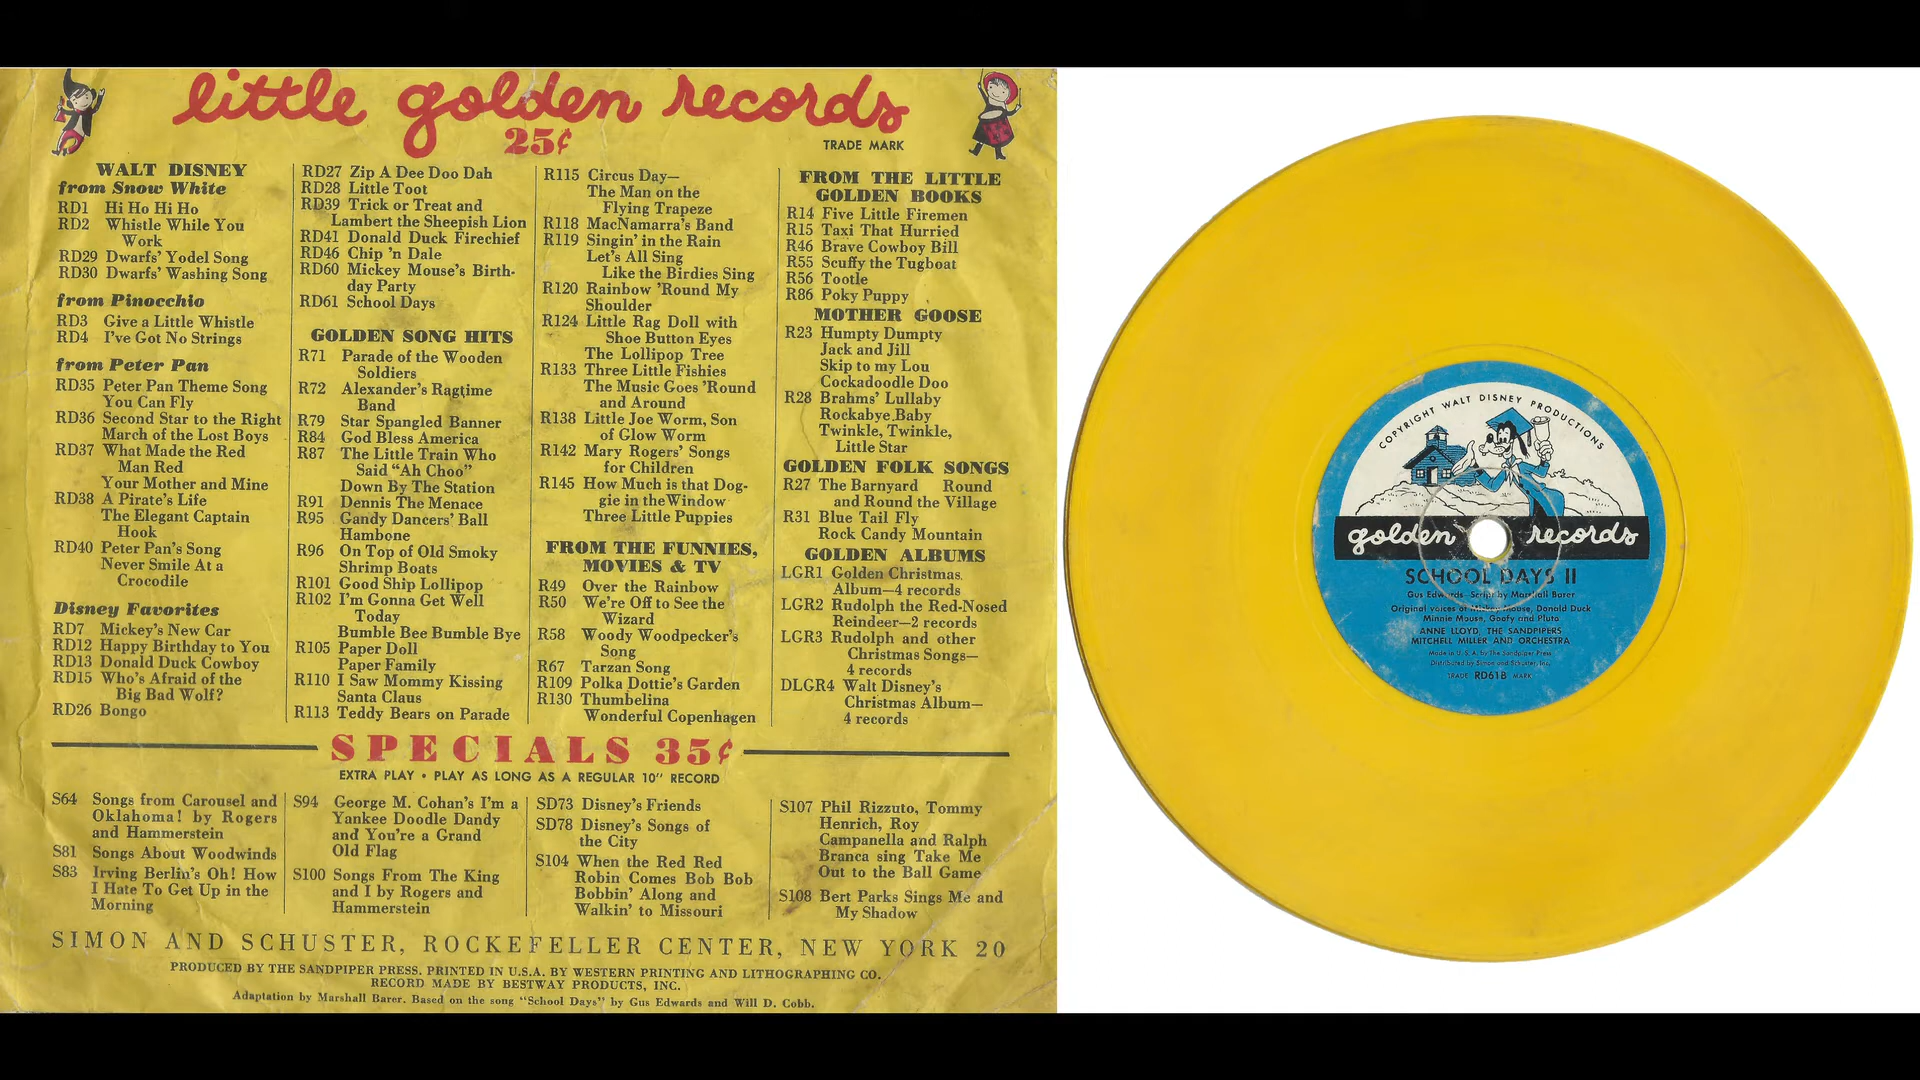 little golden records
25¢
TRADE MARK
WALT DISNEY
from Snow White
RD1 Hi Ho Hi Ho
RD2 Whistle While You
Work
RD29 Dwarfs' Yodel Song
RD30 Dwarfs' Washing Song
from Pinocchio
RD3 Give a Little Whistle
RD4 I've Got No Strings
from Peter Pan
RD35 Peter Pan Theme Song
You Can Fly
RD36 Second Star to the Right
March of the Lost Boys
RD37 What Made the Red
Man Red
Your Mother and Mine
RD38 A Pirate's Life
The Elegant Captain
Hook
RD40 Peter Pan's Song
Never Smile At a
Crocodile
Disney Favorites
RD7 Mickey's New Car
RD12 Happy Birthday to You
RD13 Donald Duck Cowboy
RD15 Who's Afraid of the
Big Bad Wolf?
RD26 Bongo
RD27 Zip A Dee Doo Dah
RD28 Little Toot
RD39 Trick or Treat and
Lambert the Sheepish Lion
RD41 Donald Duck Firechief
RD46 Chip 'n Dale
RD60 Mickey Mouse's Birth-
day Party
RD61 School Days
GOLDEN SONG HITS
R71 Parade of the Wooden
Soldiers
R72 Alexander's Ragtime
Band
R79 Star Spangled Banner
R84 God Bless America
R87 The Little Train Who
Said "Ah Choo"
Down By The Station
R91 Dennis The Menace
R95 Gandy Dancers' Ball
Hambone
R96 On Top of Old Smoky
Shrimp Boats
R101 Good Ship Lollipop
R102 I'm Gonna Get Well
Today
Bumble Bee Bumble Bye
R105 Paper Doll
Paper Family
R110 I Saw Mommy Kissing
Santa Claus
R113 Teddy Bears on Parade
R115 Circus Day—
The Man on the
Flying Trapeze
R118 MacNamarra's Band
R119 Singin' in the Rain
Let's All Sing
Like the Birdies Sing
R120 Rainbow 'Round My
Shoulder
R124 Little Rag Doll with
Shoe Button Eyes
The Lollipop Tree
R133 Three Little Fishies
The Music Goes 'Round
and Around
R138 Little Joe Worm, Son
of Glow Worm
R142 Mary Rogers' Songs
for Children
R145 How Much is that Dog-
gie in the Window
Three Little Puppies
FROM THE FUNNIES,
MOVIES & TV
R49 Over the Rainbow
R50 We're Off to See the
Wizard
R58 Woody Woodpecker's
Song
R67 Tarzan Song
R109 Polka Dottie's Garden
R130 Thumbelina
Wonderful Copenhagen
FROM THE LITTLE
GOLDEN BOOKS
R14 Five Little Firemen
R15 Taxi That Hurried
R46 Brave Cowboy Bill
R55 Scuffy the Tugboat
R56 Tootle
R86 Poky Puppy
MOTHER GOOSE
R23 Humpty Dumpty
Jack and Jill
Skip to my Lou
Cockadoodle Doo
R28 Brahms' Lullaby
Rockabye Baby
Twinkle, Twinkle,
Little Star
GOLDEN FOLK SONGS
R27 The Barnyard Round
and Round the Village
R31 Blue Tail Fly
Rock Candy Mountain
GOLDEN ALBUMS
LGR1 Golden Christmas
Album—4 records
LGR2 Rudolph the Red-Nosed
Reindeer—2 records
LGR3 Rudolph and other
Christmas Songs—
4 records
DLGR4 Walt Disney's
Christmas Album—
4 records
SPECIALS 35¢
EXTRA PLAY • PLAY AS LONG AS A REGULAR 10" RECORD
S64 Songs from Carousel and
Oklahoma! by Rogers
and Hammerstein
S81 Songs About Woodwinds
S83 Irving Berlin's Oh! How
I Hate To Get Up in the
Morning
S94 George M. Cohan's I'm a
Yankee Doodle Dandy
and You're a Grand
Old Flag
S100 Songs From The King
and I by Rogers and
Hammerstein
SD73 Disney's Friends
SD78 Disney's Songs of
the City
S104 When the Red Red
Robin Comes Bob Bob
Bobbin' Along and
Walkin' to Missouri
S107 Phil Rizzuto, Tommy
Henrich, Roy
Campanella and Ralph
Branca sing Take Me
Out to the Ball Game
S108 Bert Parks Sings Me and
My Shadow
SIMON AND SCHUSTER, ROCKEFELLER CENTER, NEW YORK 20
PRODUCED BY THE SANDPIPER PRESS. PRINTED IN U.S.A. BY WESTERN PRINTING AND LITHOGRAPHING CO.
RECORD MADE BY BESTWAY PRODUCTS, INC.
Adaptation by Marshall Barer. Based on the song "School Days" by Gus Edwards and Will D. Cobb.
COPYRIGHT WALT DISNEY PRODUCTIONS
golden records
SCHOOL DAYS II
Gus Edwards—Script by Marshall Barer
Original voices of Mickey Mouse, Donald Duck
Minnie Mouse, Goofy and Pluto
ANNE LLOYD, THE SANDPIPERS
MITCHELL MILLER AND ORCHESTRA
Made in U. S. A. by The Sandpiper Press
Distributed by Simon and Schuster, Inc.
TRADE RD61B MARK